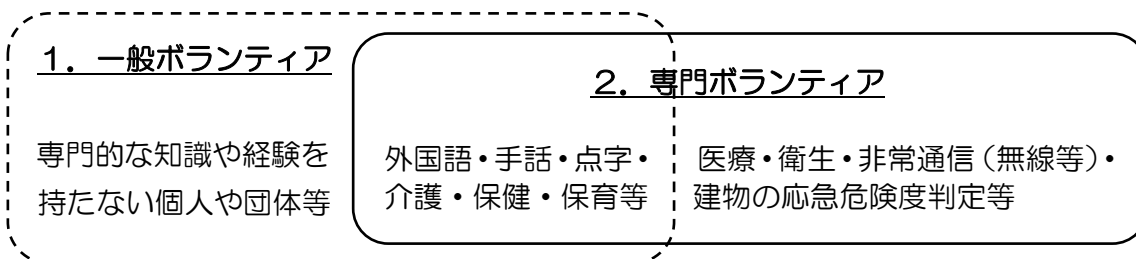 １．一般ボランティア
２．専門ボランティア
専門的な知識や経験を
持たない個人や団体等
外国語・手話・点字・
介護・保健・保育等
医療・衛生・非常通信（無線等）・
建物の応急危険度判定等